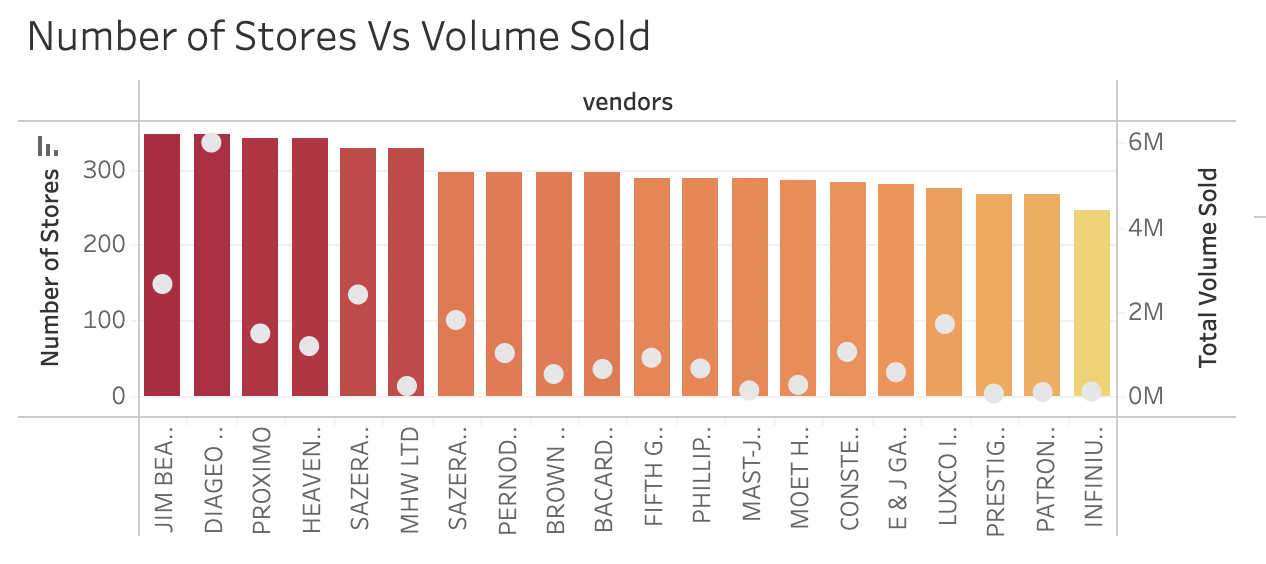 Number of Stores Vs Volume Sold
vendors
Number of Stores
300
200
100
0
6M
4M
2M
0M
Total Volume Sold
JIM BEA..
DIAGEO ..
PROXIMO
HEAVEN..
SAZERA..
MHW LTD
SAZERA..
PERNOD..
BROWN ..
BACARD..
FIFTH G..
PHILLIP..
MAST-J..
MOET H..
CONSTE..
E & J GA..
LUXCO I..
PRESTIG..
PATRON..
INFINIU..